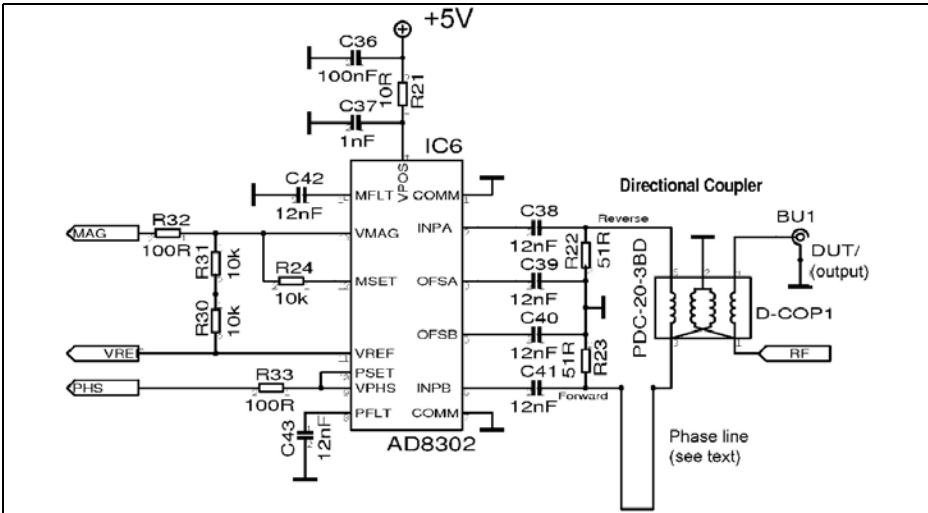 +5V
C36
100nF
10R
R21
C37
1nF
IC6
C42
12nF
MFLT
VPOS
COMM
Directional Coupler
MAG
R32
100R
VMAG
INPA
C38
12nF
Reverse
R22
51R
BU1
DUT/
(output)
R31
10k
R24
10k
MSET
OFSA
C39
12nF
PDC-20-3BD
D-COP1
R30
10k
OFSB
C40
12nF
51R
R23
VREF
VREF
RF
PSET
PHS
R33
100R
VPHS
INPB
C41
12nF
Forward
C43
12nF
PFLT
COMM
AD8302
Phase line
(see text)